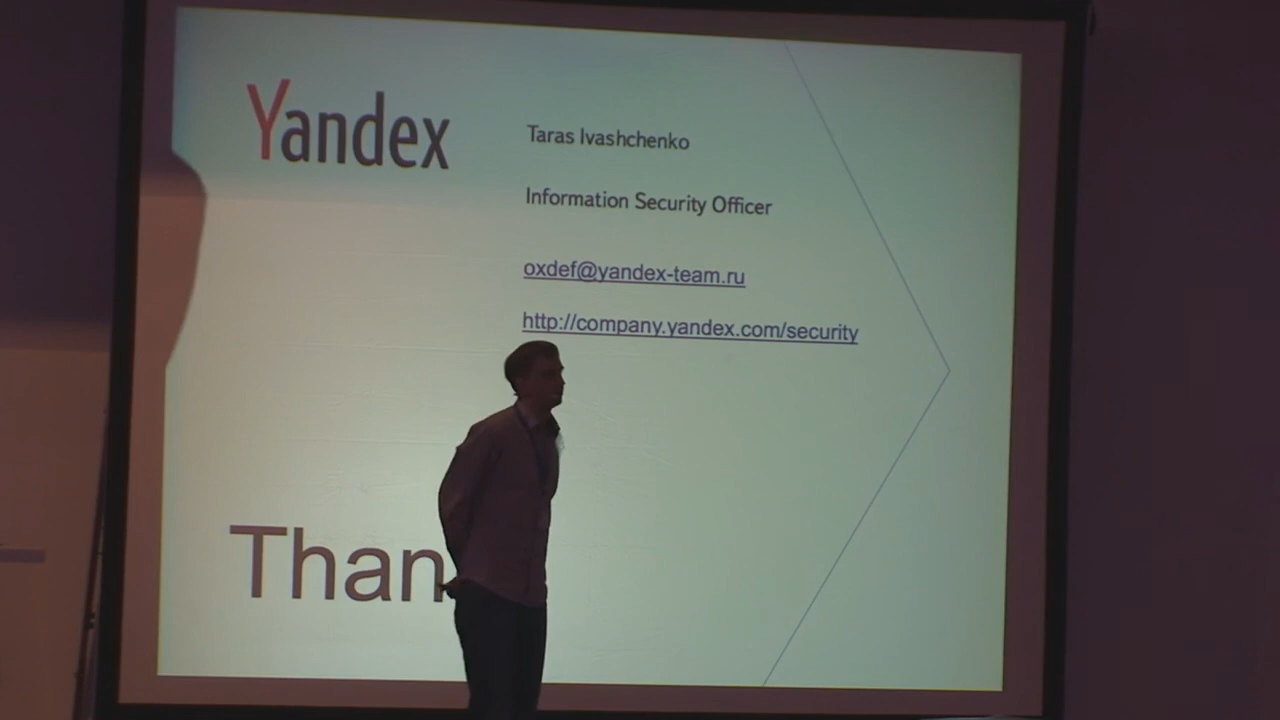 Yandex
Taras Ivashchenko
Information Security Officer
oxdef@yandex-team.ru
http://company.yandex.com/security
Than